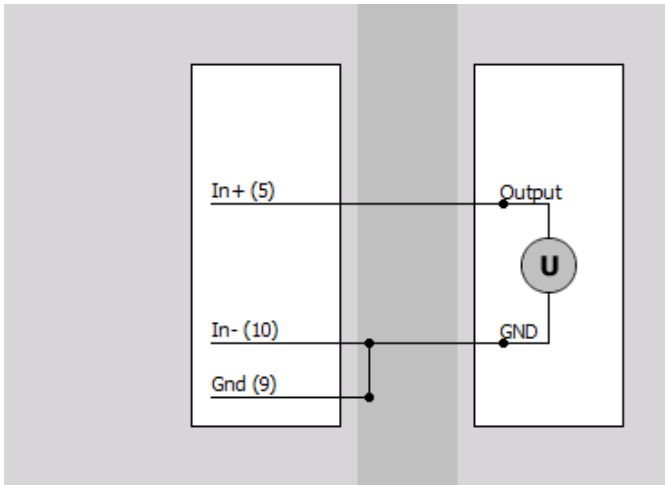 In+ (5)
Output
U
In- (10)
GND
Gnd (9)